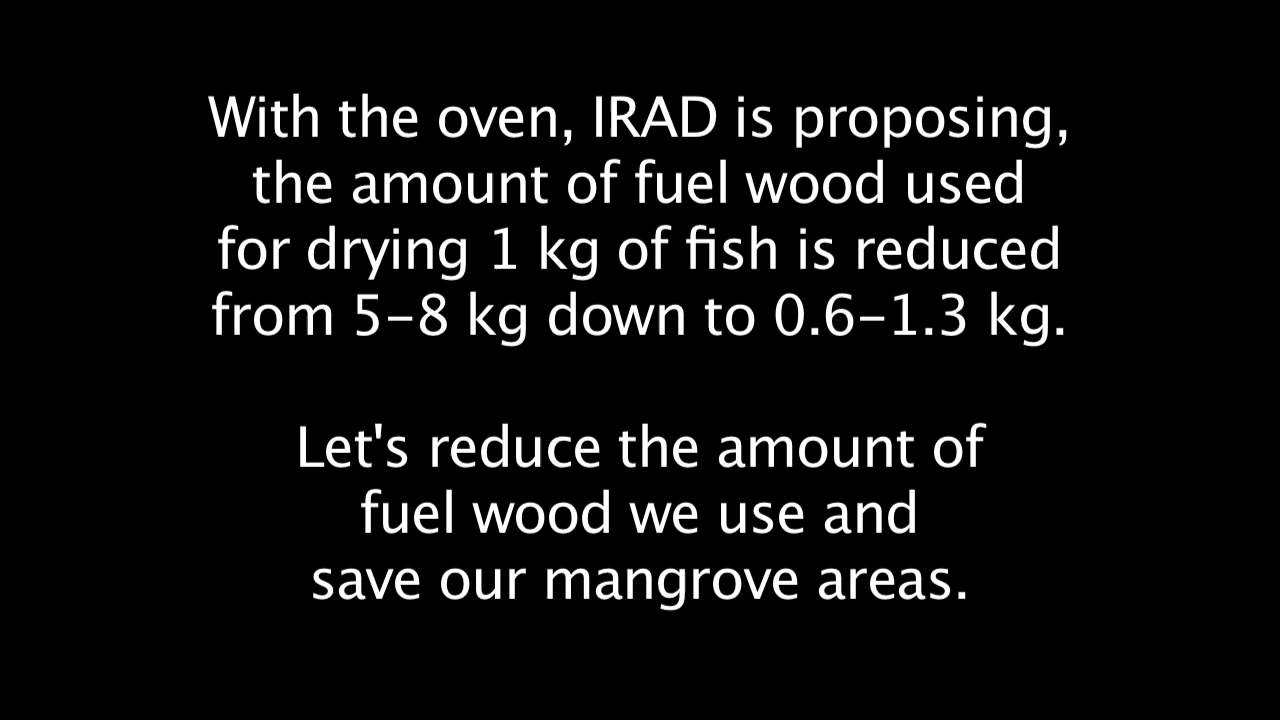 With the oven, IRAD is proposing,
the amount of fuel wood used
for drying 1 kg of fish is reduced
from 5–8 kg down to 0.6–1.3 kg.
Let's reduce the amount of
fuel wood we use and
save our mangrove areas.